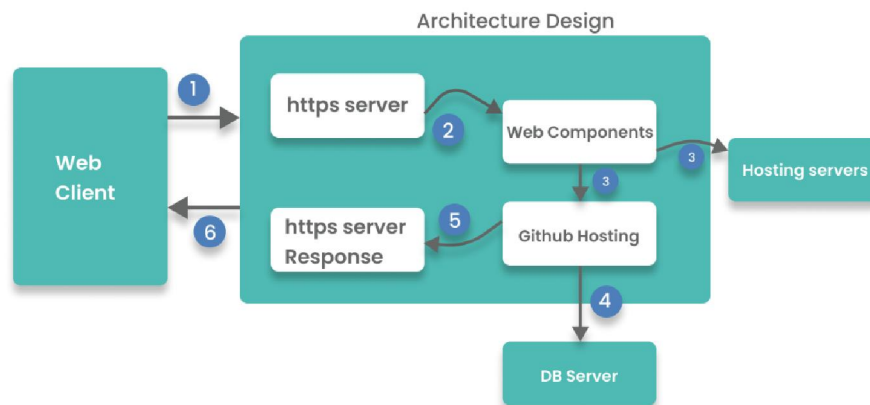 Architecture Design
1
https server
2
Web Components
3
3
Hosting servers
Web
Client
6
https server
Response
5
Github Hosting
4
DB Server